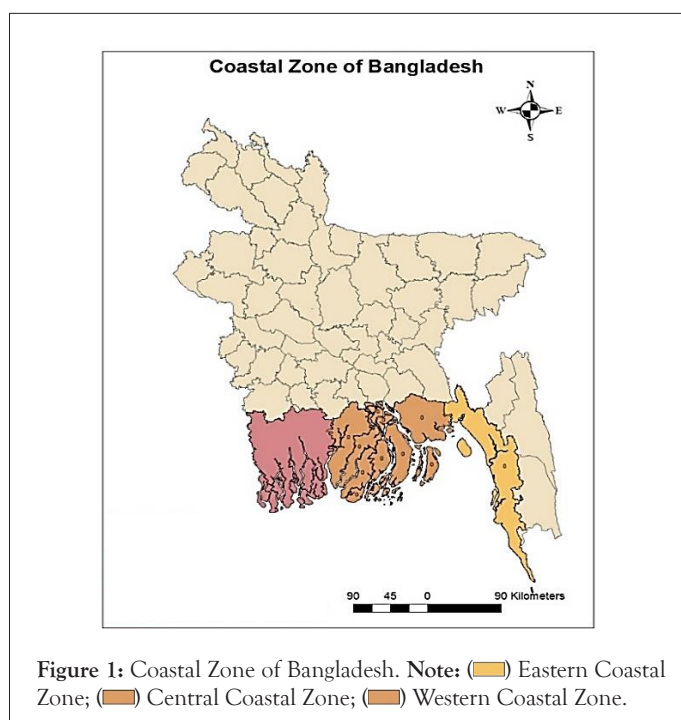 Coastal Zone of Bangladesh
N
W E
S
90 45 0 90 Kilometers
Figure 1: Coastal Zone of Bangladesh. Note: ( ) Eastern Coastal
Zone; ( ) Central Coastal Zone; ( ) Western Coastal Zone.